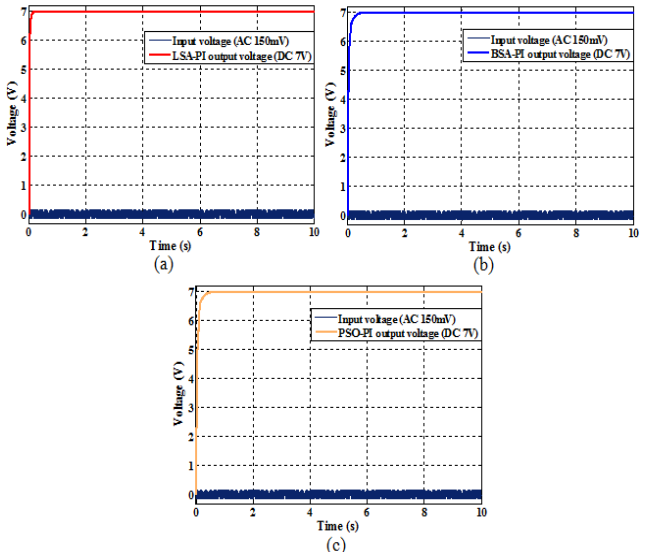 7
6
5
4
3
2
1
0
Voltage (V)
Input voltage (AC 150mV)
LSA-PI output voltage (DC 7V)
0
2
4
6
8
10
Time (s)
(a)
7
6
5
4
3
2
1
0
Voltage (V)
Input voltage (AC 150mV)
BSA-PI output voltage (DC 7V)
0
2
4
6
8
10
Time (s)
(b)
7
6
5
4
3
2
1
0
Voltage (V)
Input voltage (AC 150mV)
PSO-PI output voltage (DC 7V)
0
2
4
6
8
10
Time (s)
(c)